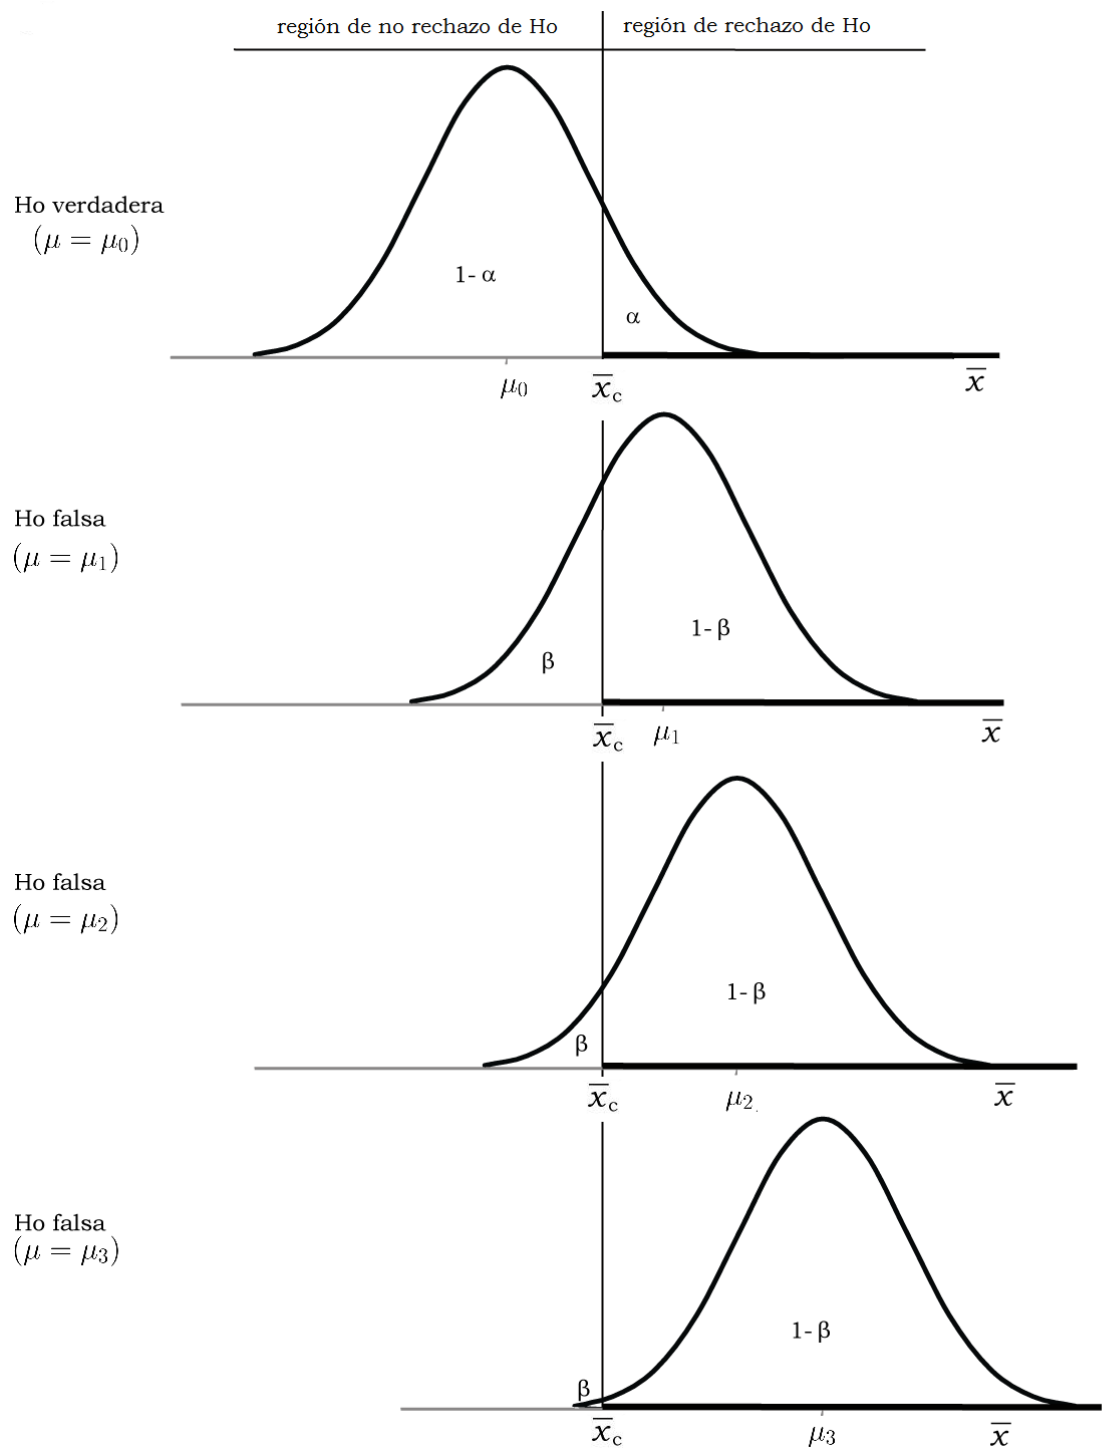 región de no rechazo de Ho
región de rechazo de Ho
Ho verdadera
(μ = μ₀)
1- α
α
μ₀
x̅c
x̅
Ho falsa
(μ = μ₁)
1- β
β
x̅c
μ₁
x̅
Ho falsa
(μ = μ₂)
1- β
β
x̅c
μ₂.
x̅
Ho falsa
(μ = μ₃)
1- β
β
x̅c
μ₃
x̅